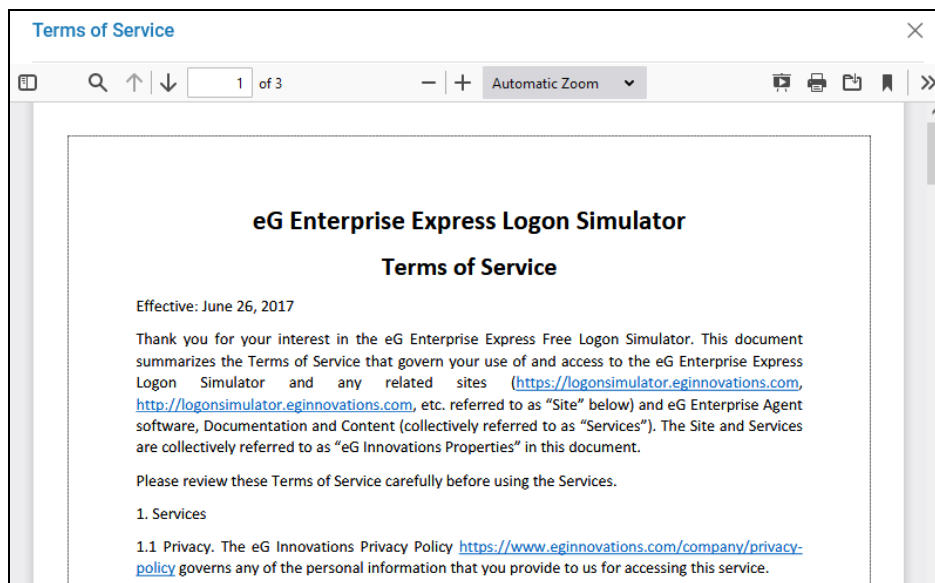 Terms of Service
1 of 3
Automatic Zoom
eG Enterprise Express Logon Simulator
Terms of Service
Effective: June 26, 2017
Thank you for your interest in the eG Enterprise Express Free Logon Simulator. This document
summarizes the Terms of Service that govern your use of and access to the eG Enterprise Express
Logon Simulator and any related sites (https://logonsimulator.eginnovations.com,
http://logonsimulator.eginnovations.com, etc. referred to as “Site” below) and eG Enterprise Agent
software, Documentation and Content (collectively referred to as “Services”). The Site and Services
are collectively referred to as “eG Innovations Properties” in this document.
Please review these Terms of Service carefully before using the Services.
1. Services
1.1 Privacy. The eG Innovations Privacy Policy https://www.eginnovations.com/company/privacy-
policy governs any of the personal information that you provide to us for accessing this service.